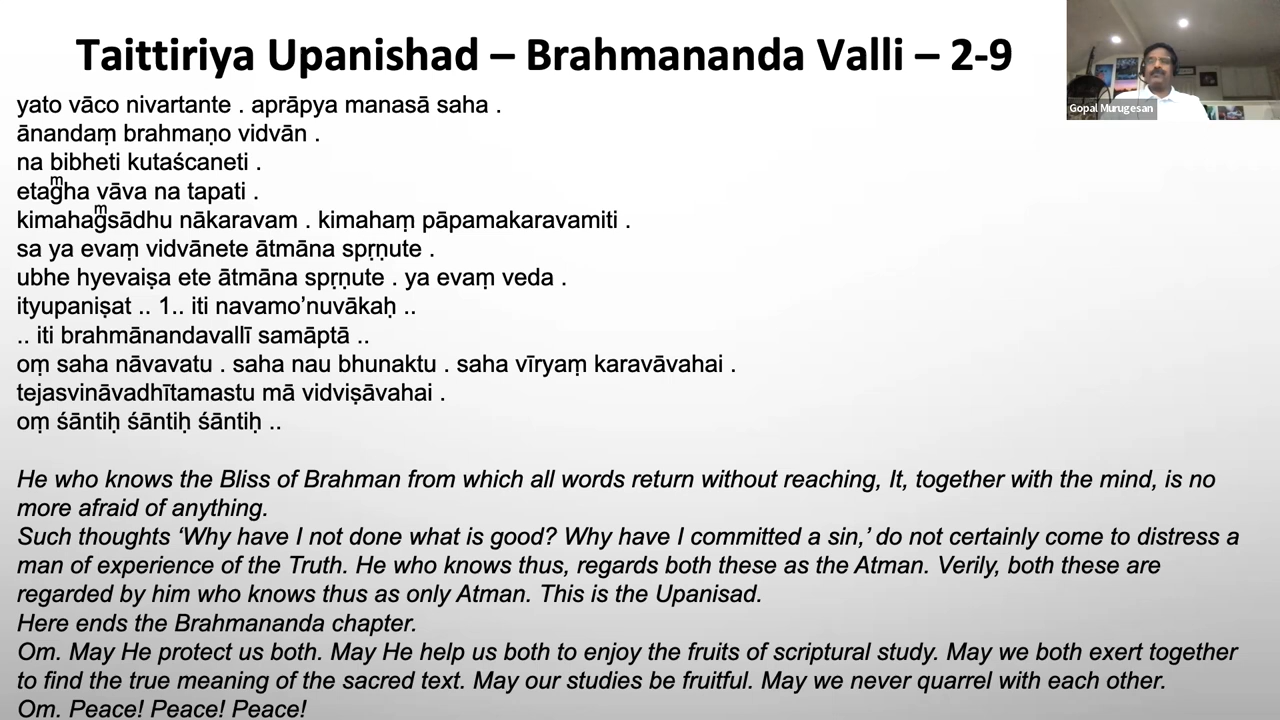 Taittiriya Upanishad – Brahmananda Valli – 2-9
Gopal Murugesan
yato vāco nivartante . aprāpya manasā saha .
ānandaṃ brahmaṇo vidvān .
na bibheti kutaścaneti .
etag̐ha vāva na tapati .
kimahag̐sādhu nākaravam . kimahaṃ pāpamakaravamiti .
sa ya evaṃ vidvānete ātmāna spṛṇute .
ubhe hyevaiṣa ete ātmāna spṛṇute . ya evaṃ veda .
ityupaniṣat .. 1.. iti navamo’nuvākaḥ ..
.. iti brahmānandavallī samāptā ..
oṃ saha nāvavatu . saha nau bhunaktu . saha vīryaṃ karavāvahai .
tejasvināvadhītamastu mā vidviṣāvahai .
oṃ śāntiḥ śāntiḥ śāntiḥ ..
He who knows the Bliss of Brahman from which all words return without reaching, It, together with the mind, is no
more afraid of anything.
Such thoughts ‘Why have I not done what is good? Why have I committed a sin,’ do not certainly come to distress a
man of experience of the Truth. He who knows thus, regards both these as the Atman. Verily, both these are
regarded by him who knows thus as only Atman. This is the Upanisad.
Here ends the Brahmananda chapter.
Om. May He protect us both. May He help us both to enjoy the fruits of scriptural study. May we both exert together
to find the true meaning of the sacred text. May our studies be fruitful. May we never quarrel with each other.
Om. Peace! Peace! Peace!